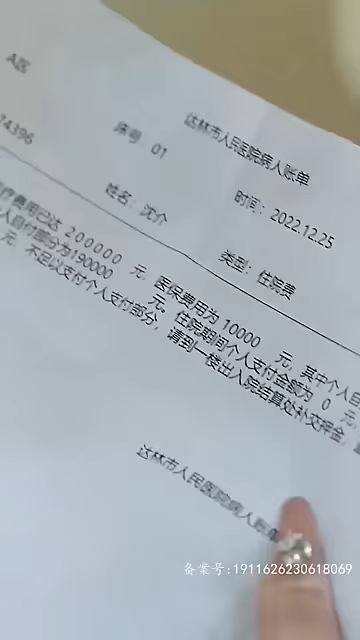 达林市人民医院病人账单
A区
床号 01
时间：2022.12.25
74396
姓名：沈介
类型：住院费
疗费用已达 200000 元，医保费用为 10000 元，其中个人自
人自付部分为190000 元。住院期间个人支付金额为 0 元，
元，不足以支付个人支付部分，请到一楼出入院结算处补交押金，
达林市人民医院病人账单
备案号:1911626230618069